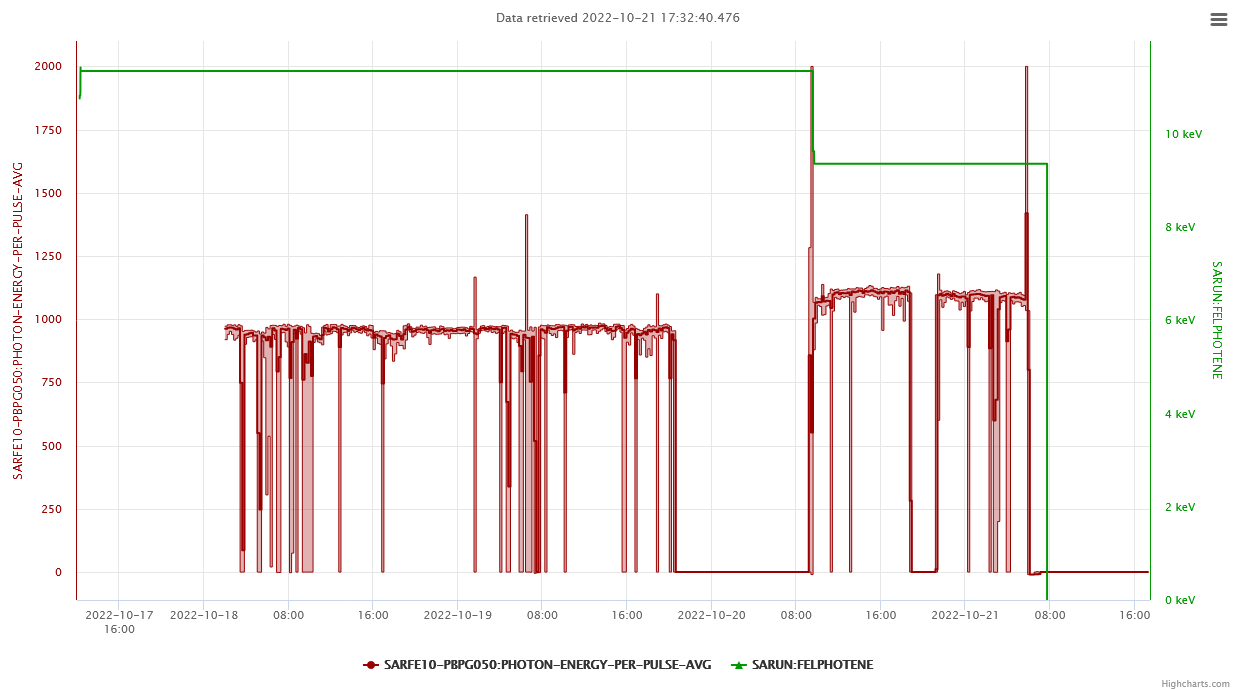 Data retrieved 2022-10-21 17:32:40.476
SARFE10-PBPG050:PHOTON-ENERGY-PER-PULSE-AVG
2000
1750
1500
1250
1000
750
500
250
0
10 keV
8 keV
6 keV
4 keV
2 keV
0 keV
SARUN:FELPHOTENE
2022-10-17
16:00
2022-10-18
08:00
16:00
2022-10-19
08:00
16:00
2022-10-20
08:00
16:00
2022-10-21
08:00
16:00
SARFE10-PBPG050:PHOTON-ENERGY-PER-PULSE-AVG
SARUN:FELPHOTENE
Highcharts.com